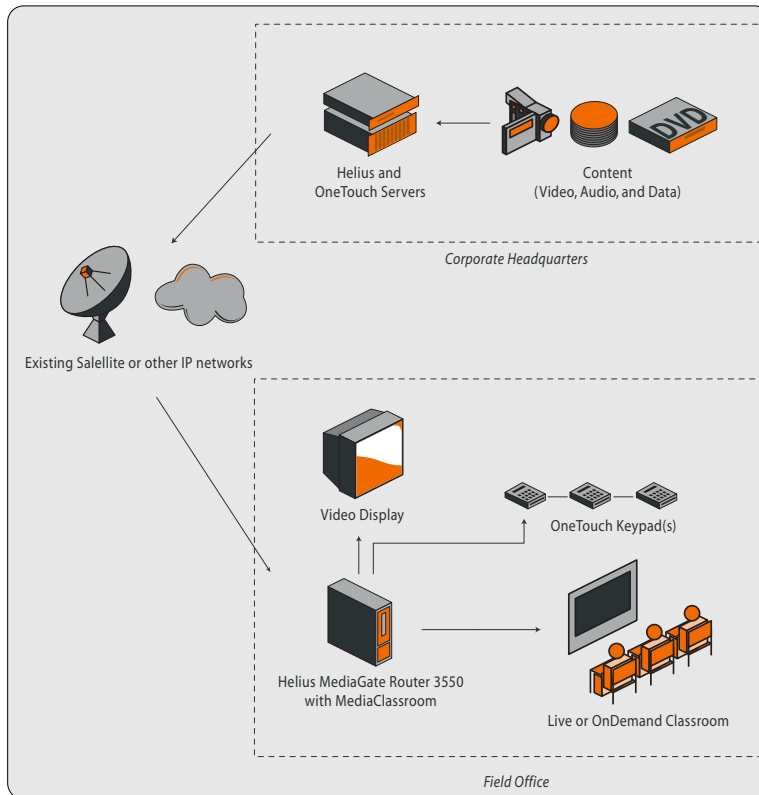 Helius and
OneTouch Servers
Content
(Video, Audio, and Data)
DVD
Corporate Headquarters
Existing Salellite or other IP networks
Video Display
OneTouch Keypad(s)
Helius MediaGate Router 3550
with MediaClassroom
Live or OnDemand Classroom
Field Office